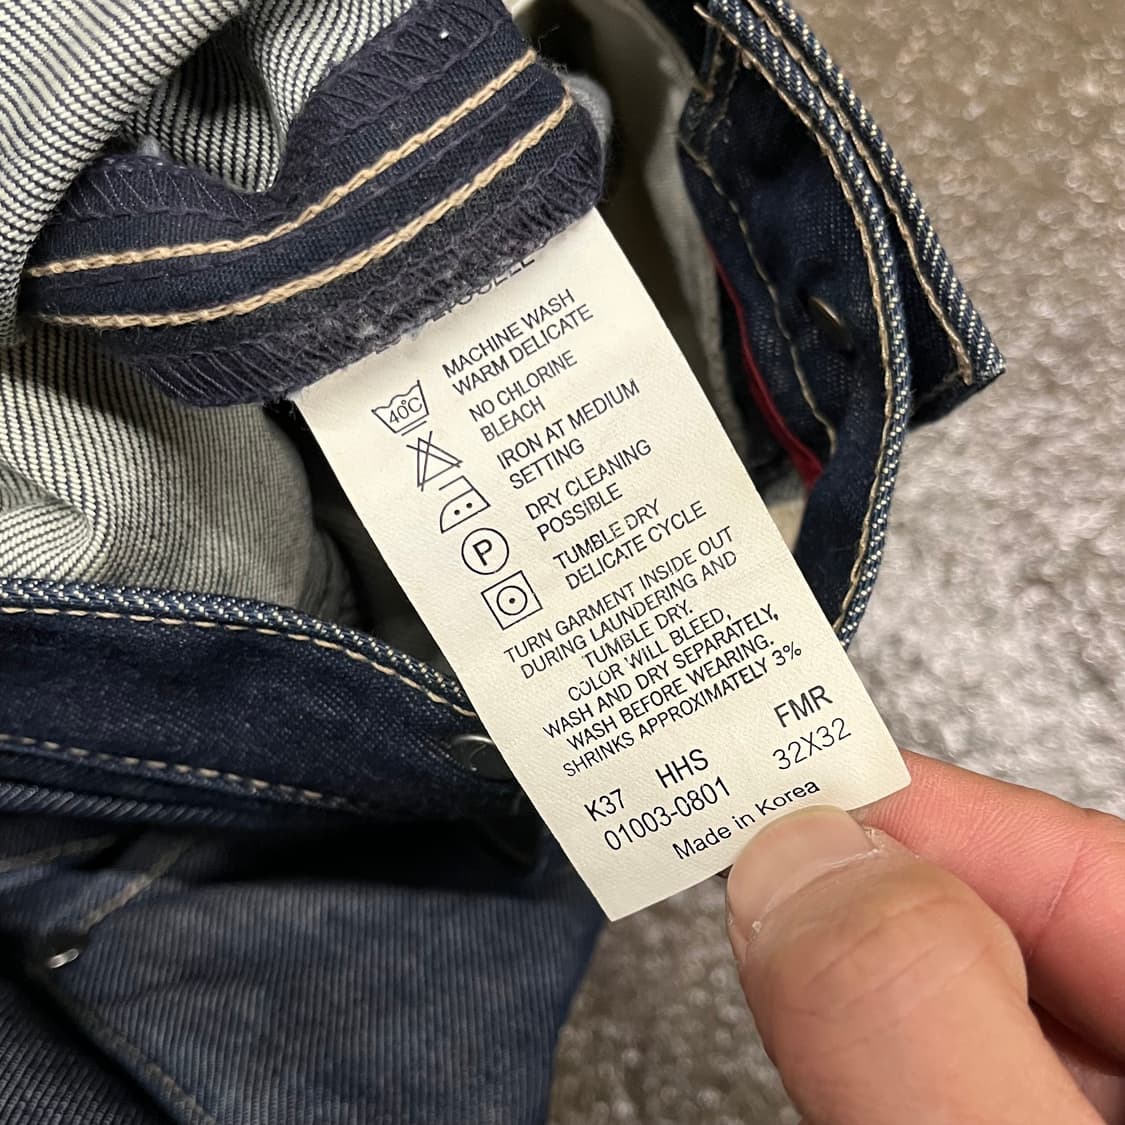 40°C
MACHINE WASH
WARM DELICATE
NO CHLORINE
BLEACH
IRON AT MEDIUM
SETTING
P
DRY CLEANING
POSSiBLE
TUMBLE DRY
DELICATE CYCLE
TURN GARMENT INSIDE OUT
DURING LAUNDERING AND
TUMBLE DRY.
COLOR WILL BLEED,
WASH AND DRY SEPARATELY,
WASH BEFORE WEARING.
SHRINKS APPROXIMATELY 3%
K37 HHS FMR
01003-0801 32X32
Made in Korea